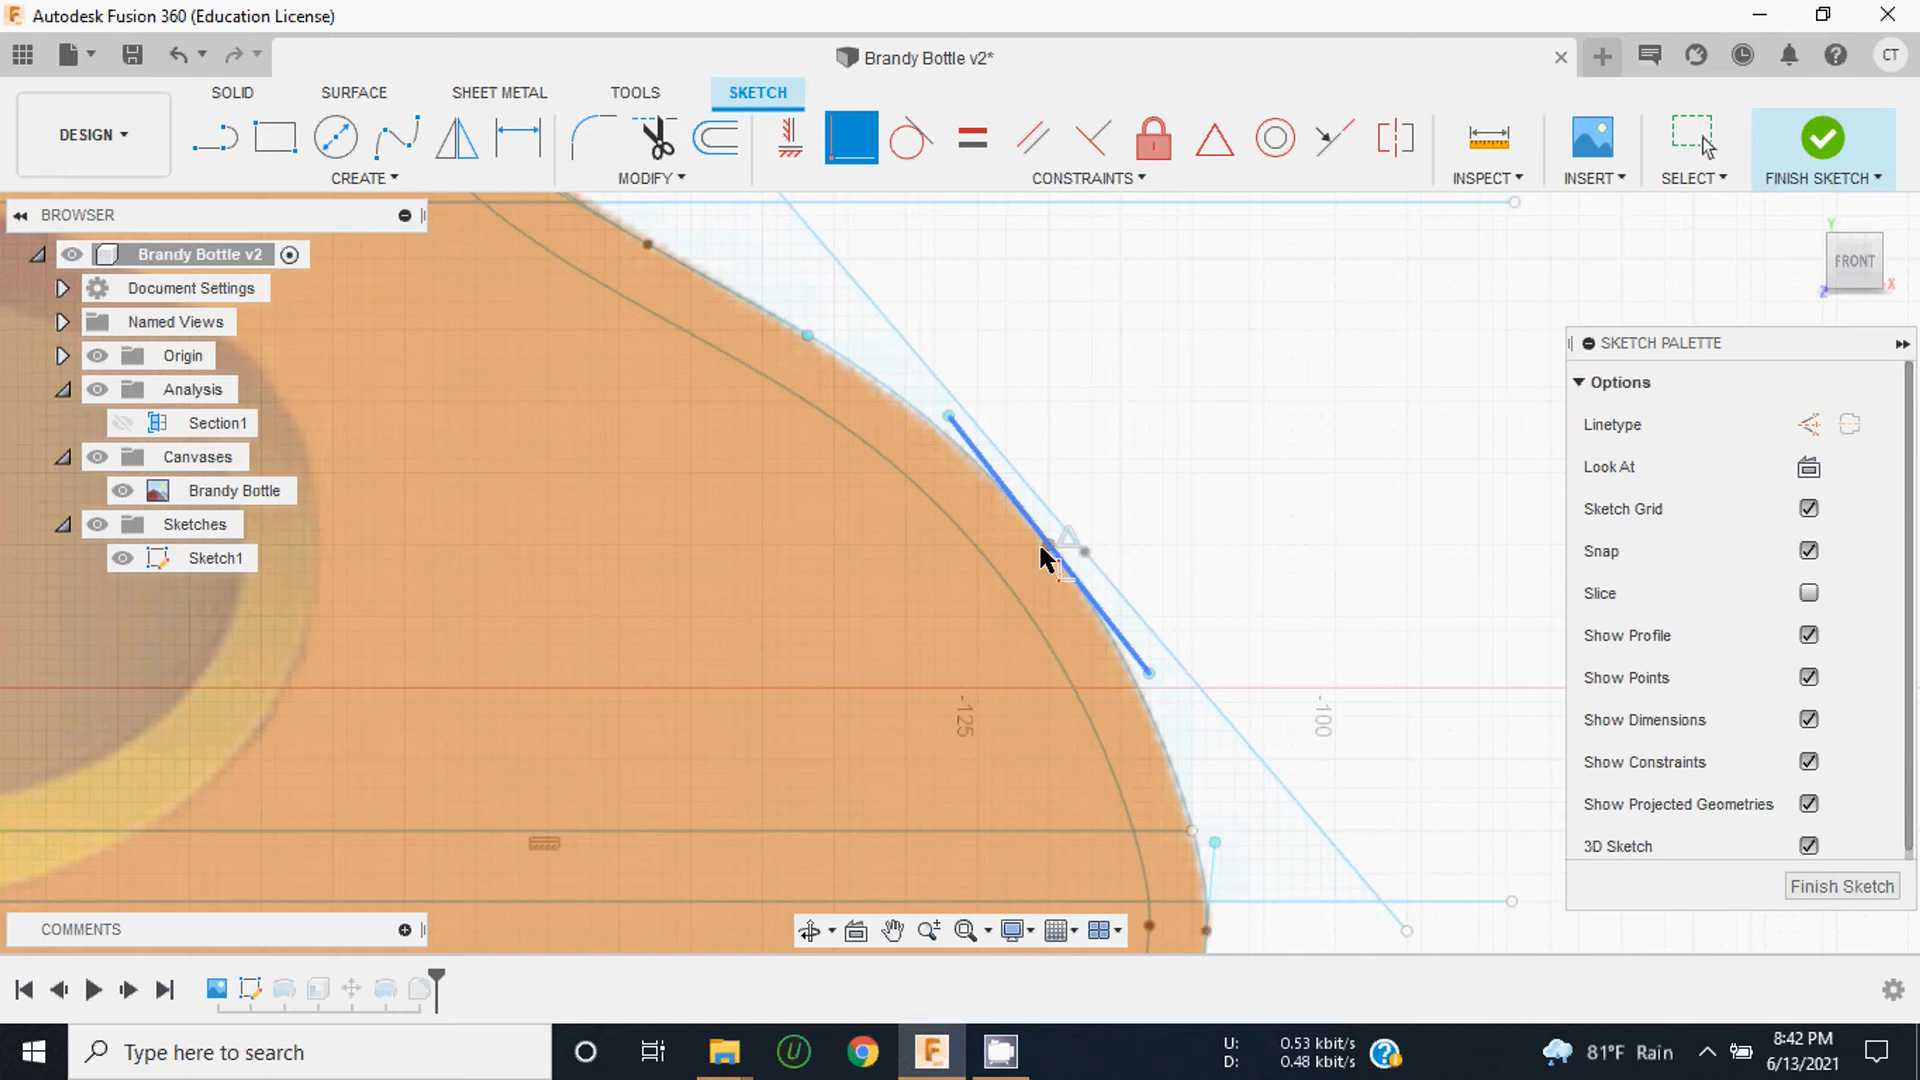 Autodesk Fusion 360 (Education License)
Brandy Bottle v2*
CT
DESIGN
SOLID
SURFACE
SHEET METAL
TOOLS
SKETCH
CREATE
MODIFY
CONSTRAINTS
INSPECT
INSERT
SELECT
FINISH SKETCH
BROWSER
Brandy Bottle v2
Document Settings
Named Views
Origin
Analysis
Section1
Canvases
Brandy Bottle
Sketches
Sketch1
Y
FRONT
X
Z
SKETCH PALETTE
Options
Linetype
Look At
Sketch Grid
Snap
Slice
Show Profile
Show Points
Show Dimensions
Show Constraints
Show Projected Geometries
3D Sketch
Finish Sketch
-125
-100
COMMENTS
Type here to search
U: 0.53 kbit/s
D: 0.48 kbit/s
81°F Rain
8:42 PM
6/13/2021